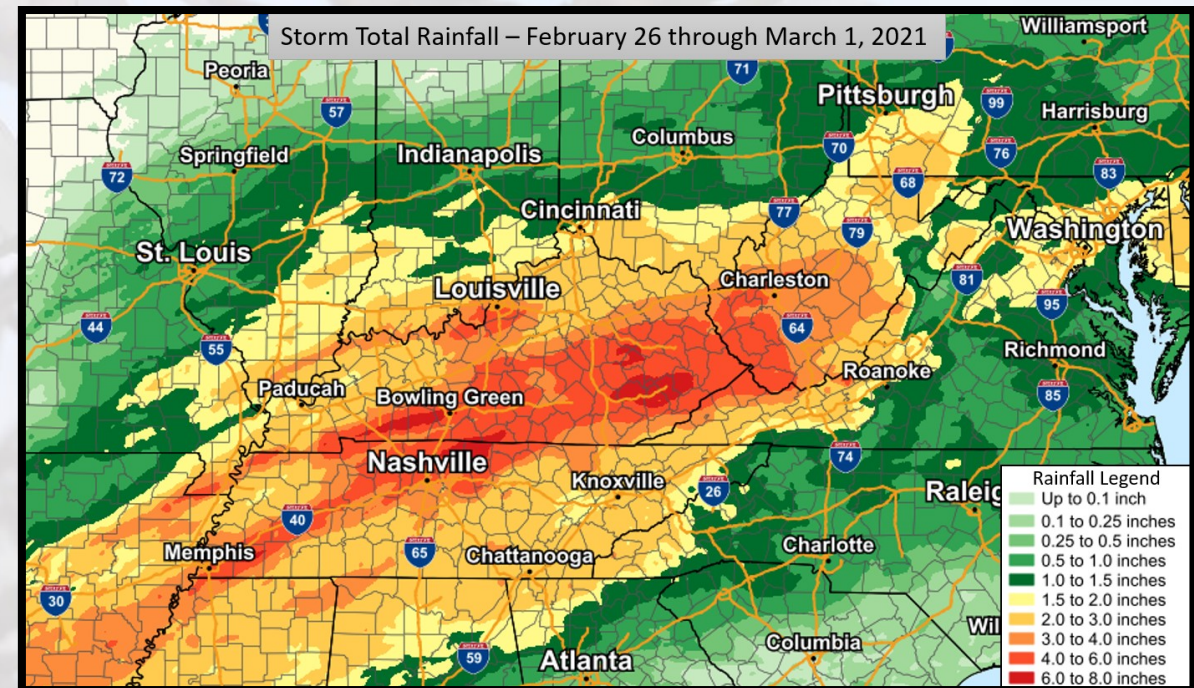 Storm Total Rainfall – February 26 through March 1, 2021
Williamsport
Peoria
71
Pittsburgh
99
57
Harrisburg
Columbus
70
76
Springfield
Indianapolis
72
83
68
Cincinnati
77
79
Washington
St. Louis
Charleston
81
Louisville
95
64
44
55
Richmond
Roanoke
Paducah
Bowling Green
85
74
Nashville
Knoxville
26
Raleig
40
Memphis
65
Chattanooga
Charlotte
30
Wil
Columbia
59
Atlanta
Rainfall Legend
Up to 0.1 inch
0.1 to 0.25 inches
0.25 to 0.5 inches
0.5 to 1.0 inches
1.0 to 1.5 inches
1.5 to 2.0 inches
2.0 to 3.0 inches
3.0 to 4.0 inches
4.0 to 6.0 inches
6.0 to 8.0 inches